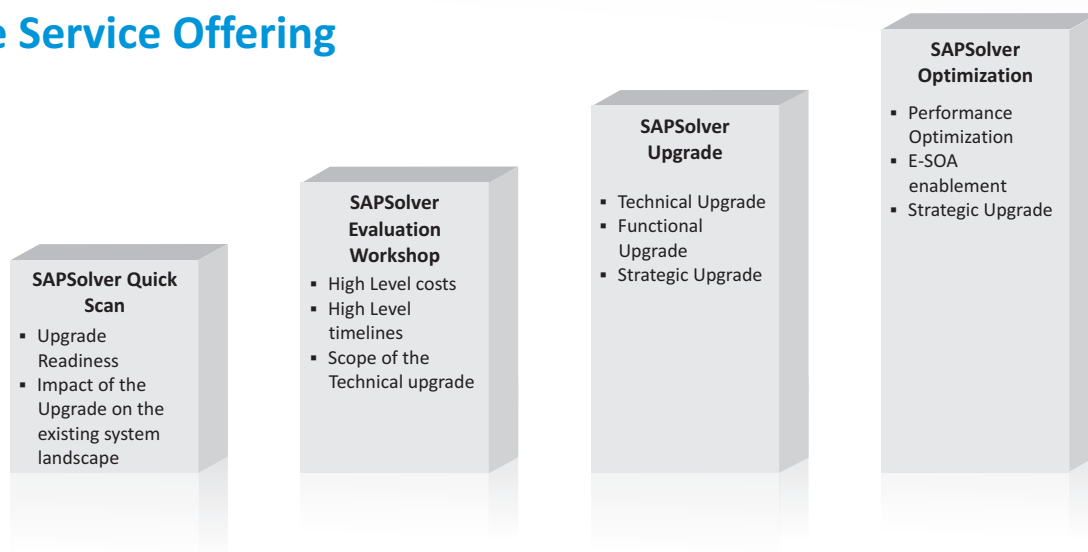 e Service Offering
SAPSolver Quick
Scan
▪ Upgrade
Readiness
▪ Impact of the
Upgrade on the
existing system
landscape
SAPSolver
Evaluation
Workshop
▪ High Level costs
▪ High Level
timelines
▪ Scope of the
Technical upgrade
SAPSolver
Upgrade
▪ Technical Upgrade
▪ Functional
Upgrade
▪ Strategic Upgrade
SAPSolver
Optimization
▪ Performance
Optimization
▪ E-SOA
enablement
▪ Strategic Upgrade